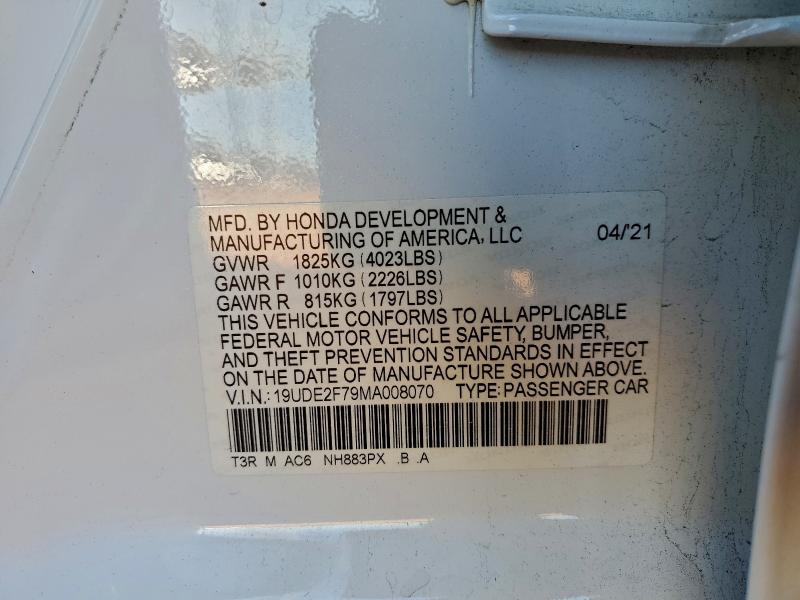 MFD. BY HONDA DEVELOPMENT &
MANUFACTURING OF AMERICA, LLC 04/'21
GVWR 1825KG (4023LBS)
GAWR F 1010KG (2226LBS)
GAWR R 815KG (1797LBS)
THIS VEHICLE CONFORMS TO ALL APPLICABLE
FEDERAL MOTOR VEHICLE SAFETY, BUMPER,
AND THEFT PREVENTION STANDARDS IN EFFECT
ON THE DATE OF MANUFACTURE SHOWN ABOVE.
V.I.N.: 19UDE2F79MA008070 TYPE: PASSENGER CAR
T3R M AC6 NH883PX .B .A